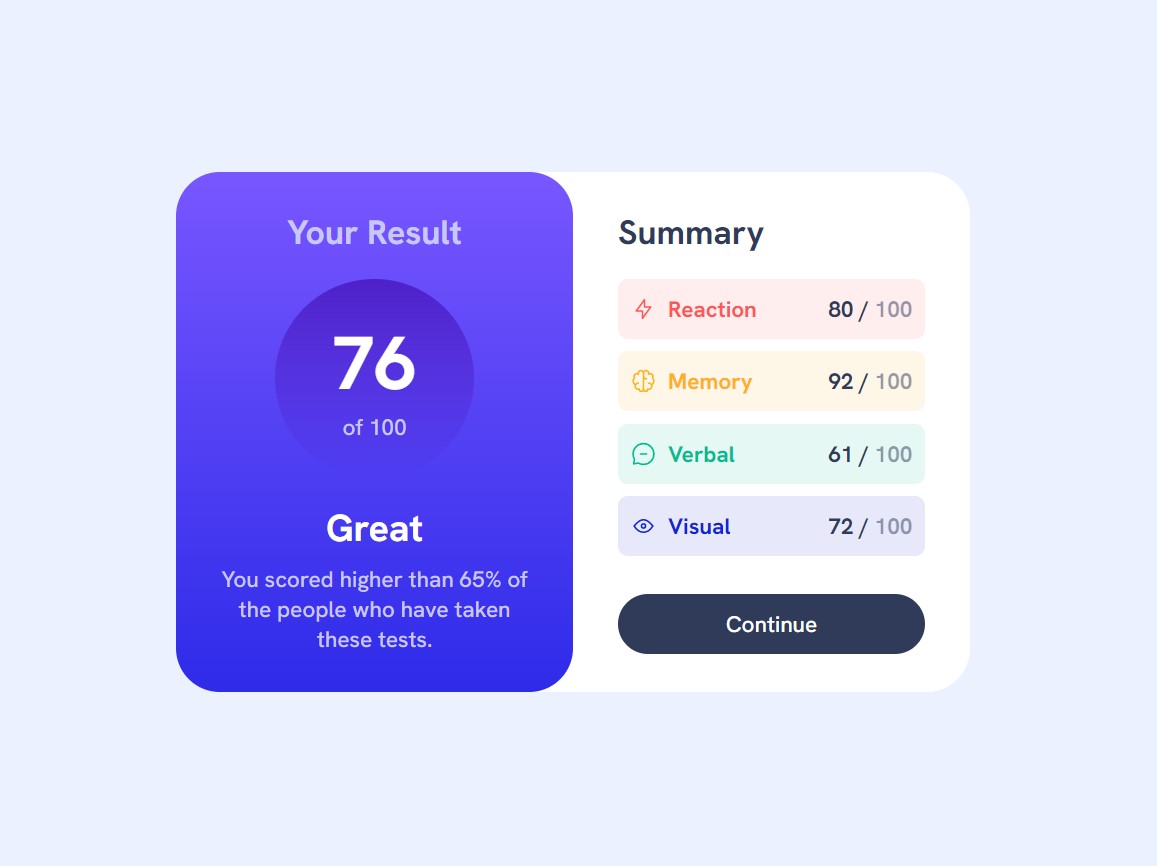 Your Result
76
of 100
Great
You scored higher than 65% of
the people who have taken
these tests.
Summary
Reaction 80 / 100
Memory 92 / 100
Verbal 61 / 100
Visual 72 / 100
Continue